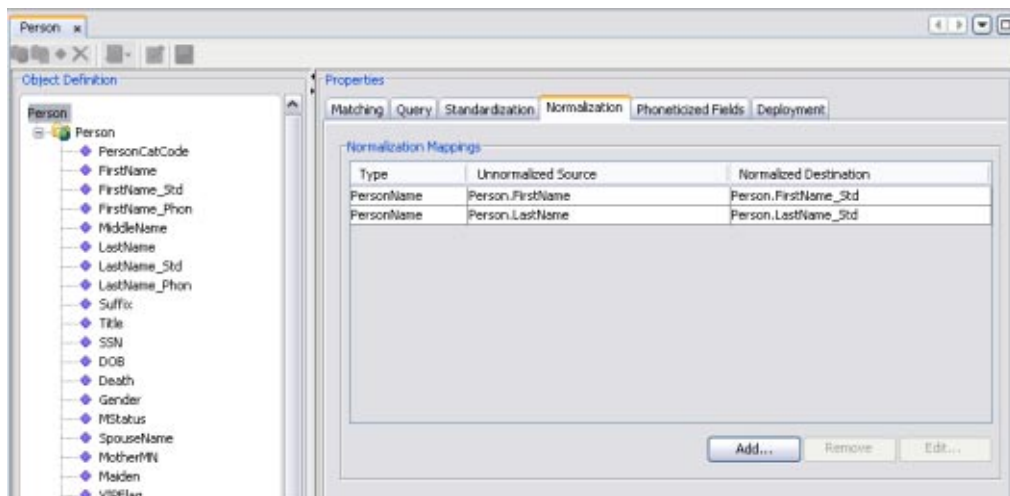 Person
Object Definition
Person
Person
PersonCatCode
FirstName
FirstName_Std
FirstName_Phon
MiddleName
LastName
LastName_Std
LastName_Phon
Suffix
Title
SSN
DOB
Death
Gender
MStatus
SpouseName
MotherMN
Maiden
VIPFlag
Properties
Matching Query Standardization Normalization Phoneticized Fields Deployment
Normalization Mappings
Type Unnormalized Source Normalized Destination
PersonName Person.FirstName Person.FirstName_Std
PersonName Person.LastName Person.LastName_Std
Add... Remove Edit...